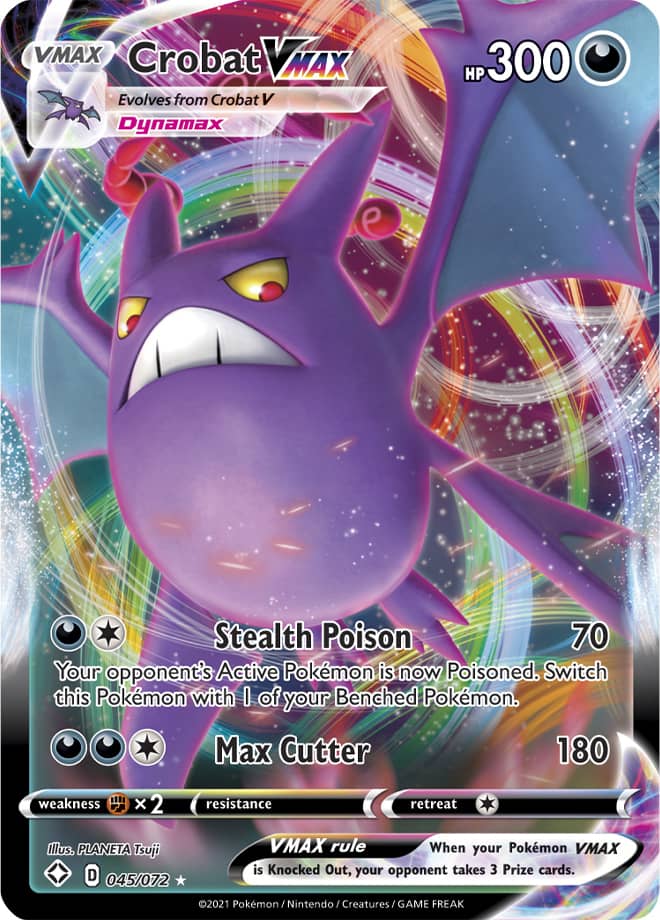 VMAX
Crobat VMAX
HP 300
Evolves from Crobat V
Dynamax
Stealth Poison 70
Your opponent's Active Pokémon is now Poisoned. Switch
this Pokémon with 1 of your Benched Pokémon.
Max Cutter 180
weakness ×2 resistance retreat
Illus. PLANETA Tsuji
VMAX rule When your Pokémon VMAX
is Knocked Out, your opponent takes 3 Prize cards.
D 045/072 ★
©2021 Pokémon / Nintendo / Creatures / GAME FREAK